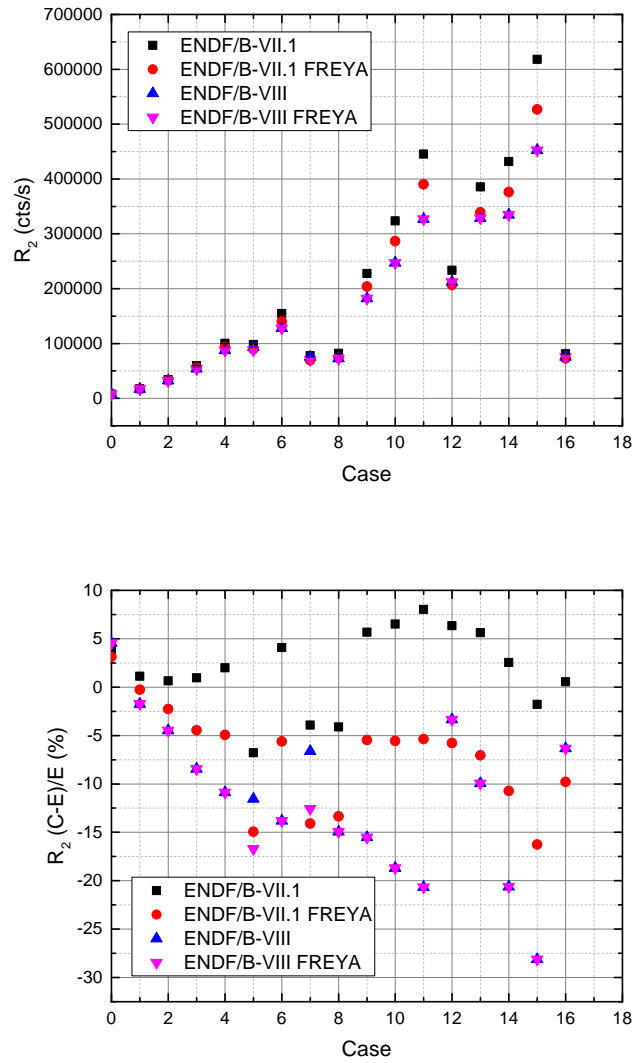 700000
600000
500000
400000
300000
200000
100000
0
R2 (cts/s)
ENDF/B-VII.1
ENDF/B-VII.1 FREYA
ENDF/B-VIII
ENDF/B-VIII FREYA
0 2 4 6 8 10 12 14 16 18
Case
10
5
0
-5
-10
-15
-20
-25
-30
R2 (C-E)/E (%)
ENDF/B-VII.1
ENDF/B-VII.1 FREYA
ENDF/B-VIII
ENDF/B-VIII FREYA
0 2 4 6 8 10 12 14 16 18
Case